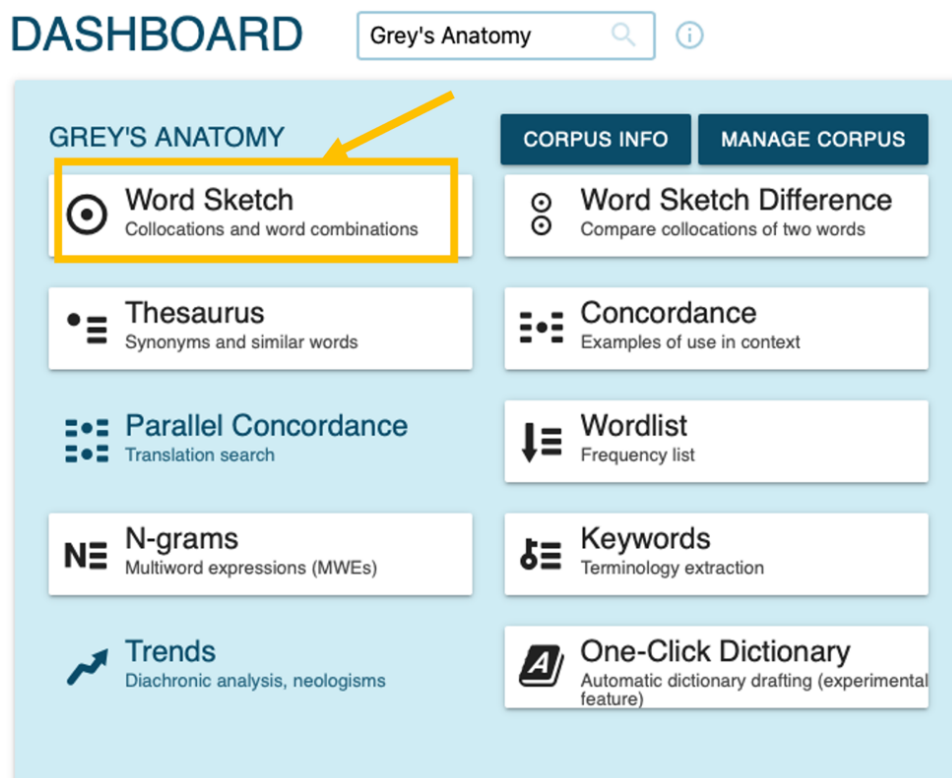 DASHBOARD
Grey's Anatomy
GREY'S ANATOMY
CORPUS INFO
MANAGE CORPUS
Word Sketch
Collocations and word combinations
Word Sketch Difference
Compare collocations of two words
Thesaurus
Synonyms and similar words
Concordance
Examples of use in context
Parallel Concordance
Translation search
Wordlist
Frequency list
N-grams
Multiword expressions (MWEs)
Keywords
Terminology extraction
Trends
Diachronic analysis, neologisms
One-Click Dictionary
Automatic dictionary drafting (experimental
feature)